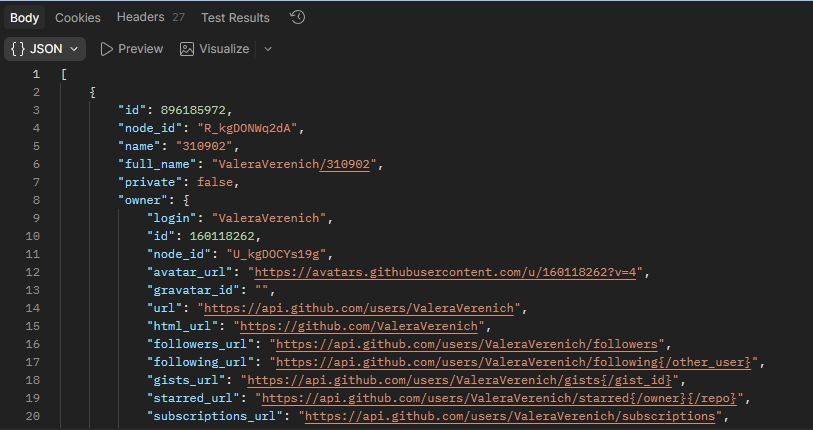 Body Cookies Headers 27 Test Results
{} JSON Preview Visualize
1 [
2 {
3 "id": 896185972,
4 "node_id": "R_kgDONWq2dA",
5 "name": "310902",
6 "full_name": "ValeraVerenich/310902",
7 "private": false,
8 "owner": {
9 "login": "ValeraVerenich",
10 "id": 160118262,
11 "node_id": "U_kgDOCYs19g",
12 "avatar_url": "https://avatars.githubusercontent.com/u/160118262?v=4",
13 "gravatar_id": "",
14 "url": "https://api.github.com/users/ValeraVerenich",
15 "html_url": "https://github.com/ValeraVerenich",
16 "followers_url": "https://api.github.com/users/ValeraVerenich/followers",
17 "following_url": "https://api.github.com/users/ValeraVerenich/following{/other_user}",
18 "gists_url": "https://api.github.com/users/ValeraVerenich/gists{/gist_id}",
19 "starred_url": "https://api.github.com/users/ValeraVerenich/starred{/owner}{/repo}",
20 "subscriptions_url": "https://api.github.com/users/ValeraVerenich/subscriptions",